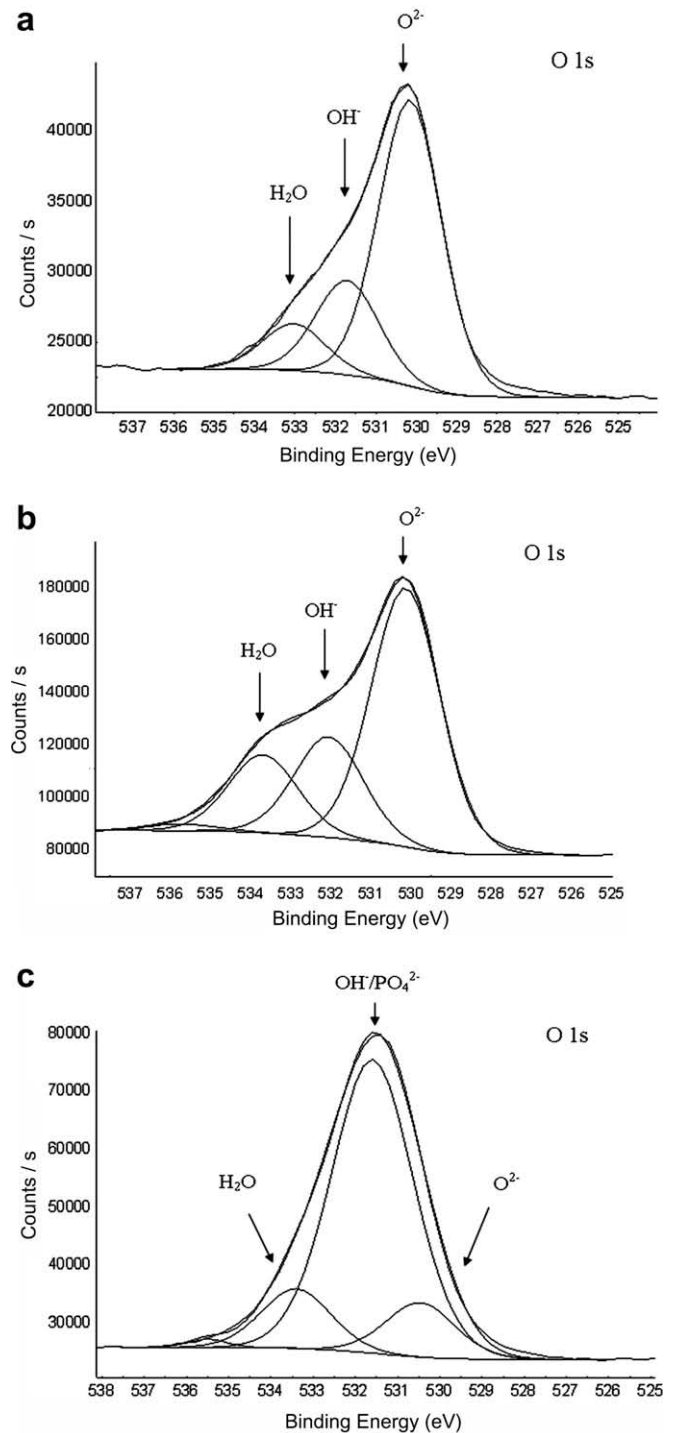 a
O²⁻
O 1s
OH⁻
H₂O
40000
35000
30000
25000
20000
Counts / s
537 536 535 534 533 532 531 530 529 528 527 526 525
Binding Energy (eV)
b
O²⁻
O 1s
OH⁻
H₂O
180000
160000
140000
120000
100000
80000
Counts / s
537 536 535 534 533 532 531 530 529 528 527 526 525
Binding Energy (eV)
c
OH⁻/PO₄²⁻
O 1s
H₂O
O²⁻
80000
70000
60000
50000
40000
30000
Counts / s
538 537 536 535 534 533 532 531 530 529 528 527 526 525
Binding Energy (eV)